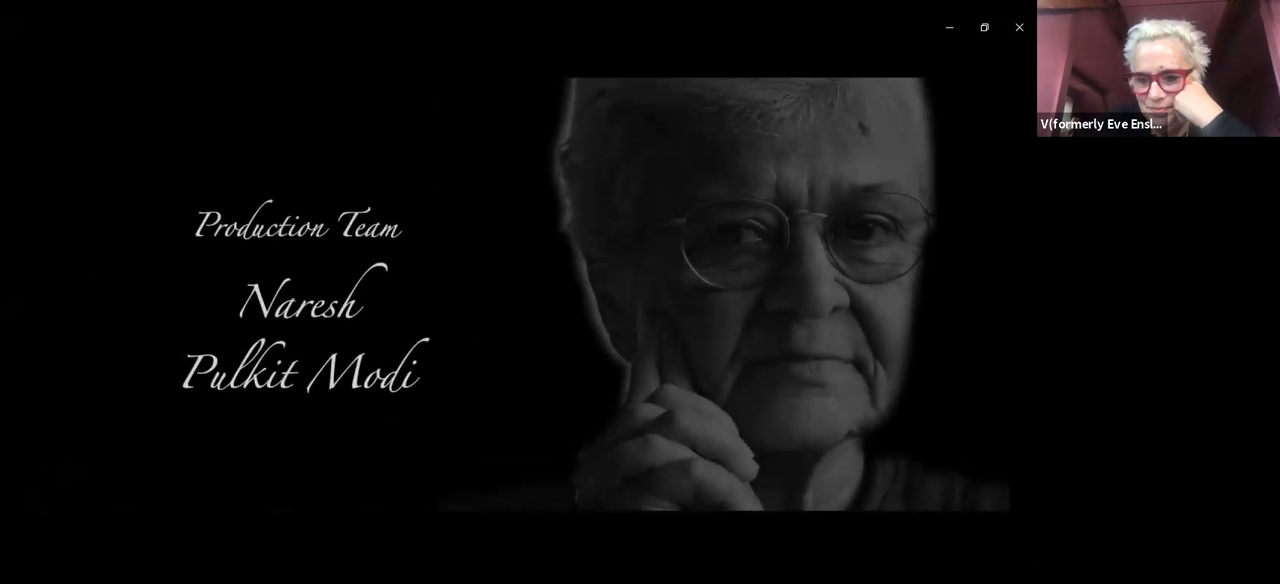 Production Team
Naresh
Pulkit Modi
V(formerly Eve Ensl...